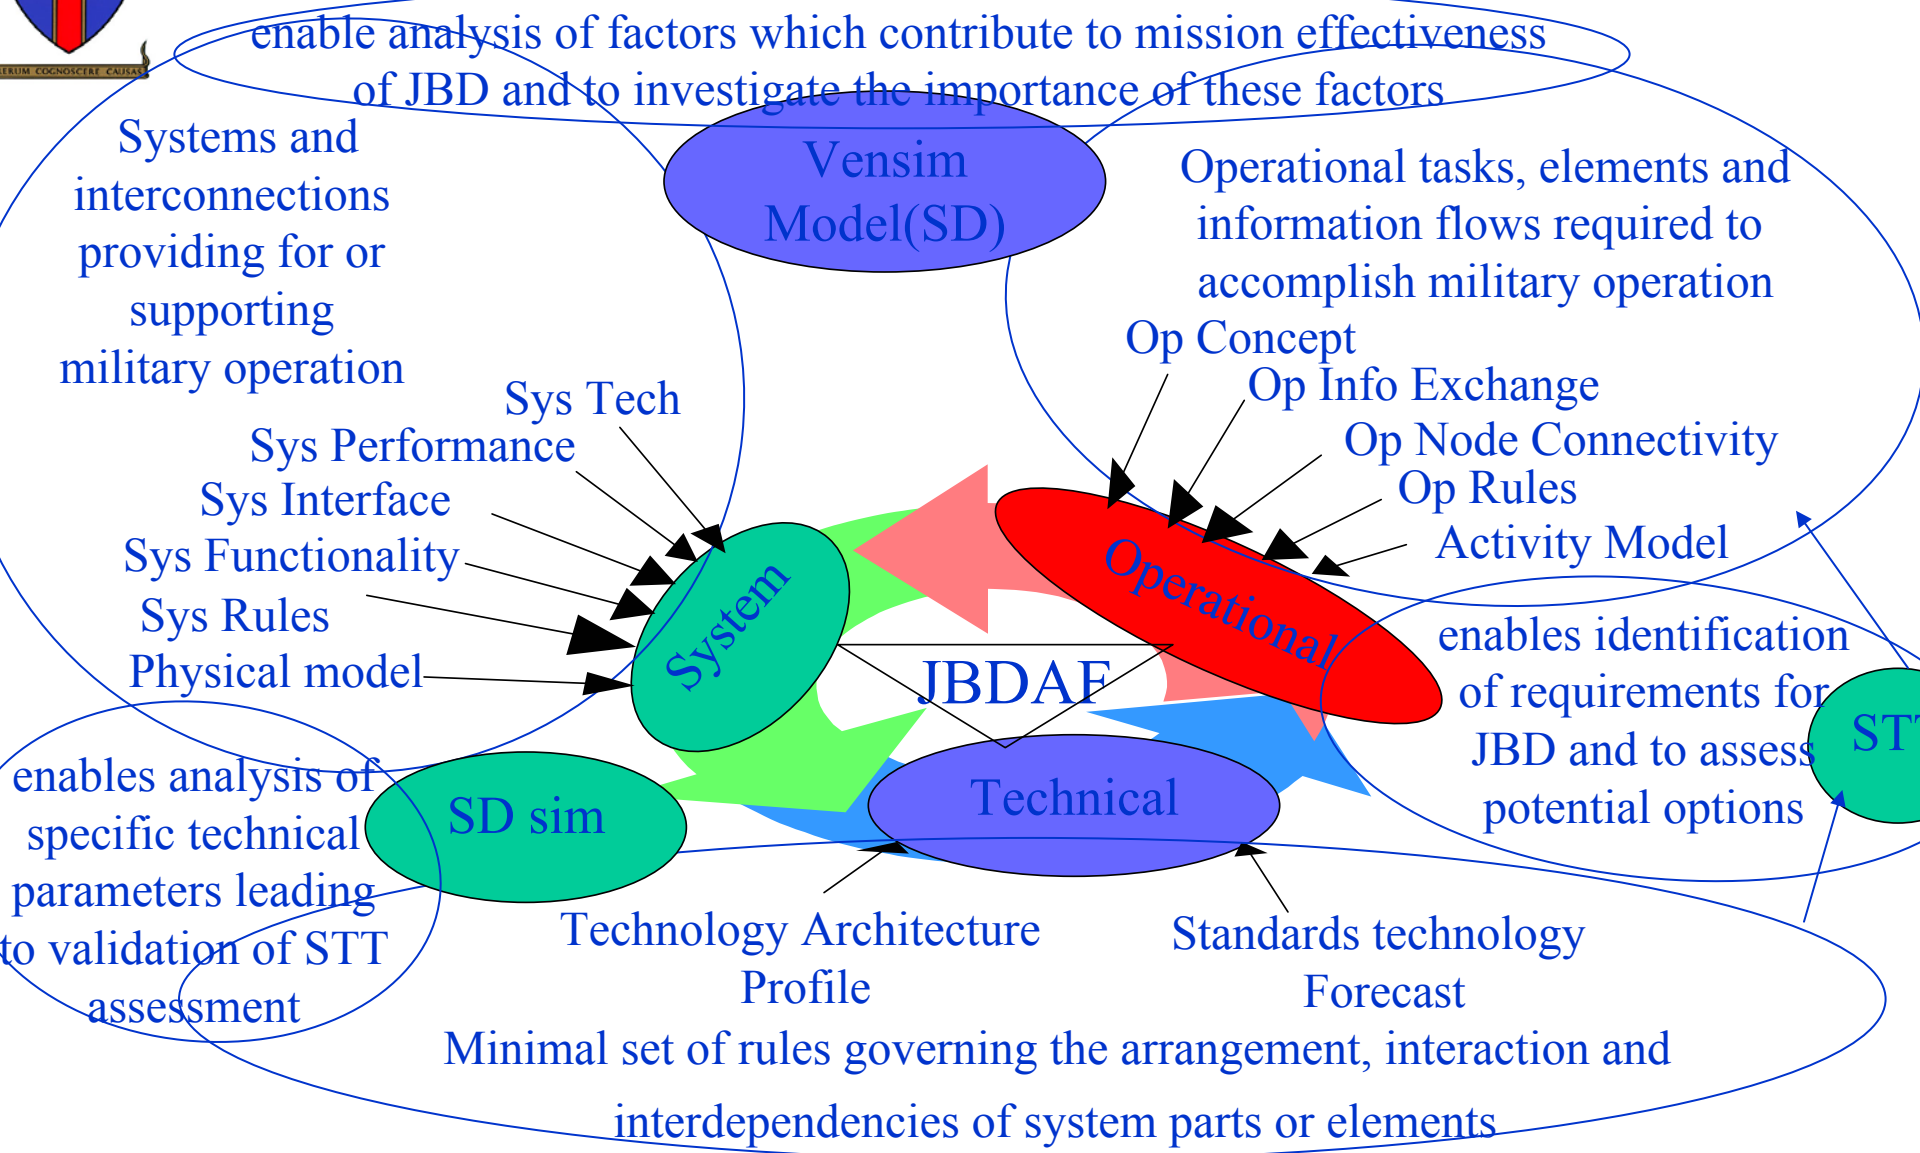 enable analysis of factors which contribute to mission effectiveness
of JBD and to investigate the importance of these factors
RERUM COGNOSCERE CAUSAS
Systems and
interconnections
providing for or
supporting
military operation
Vensim
Model(SD)
Operational tasks, elements and
information flows required to
accomplish military operation
Op Concept
Op Info Exchange
Op Node Connectivity
Op Rules
Activity Model
Sys Tech
Sys Performance
Sys Interface
Sys Functionality
Sys Rules
Physical model
System
Operational
JBDAF
enables identification
of requirements for
JBD and to assess
potential options
enables analysis of
specific technical
parameters leading
to validation of STT
assessment
SD sim
Technical
Technology Architecture
Profile
Standards technology
Forecast
Minimal set of rules governing the arrangement, interaction and
interdependencies of system parts or elements